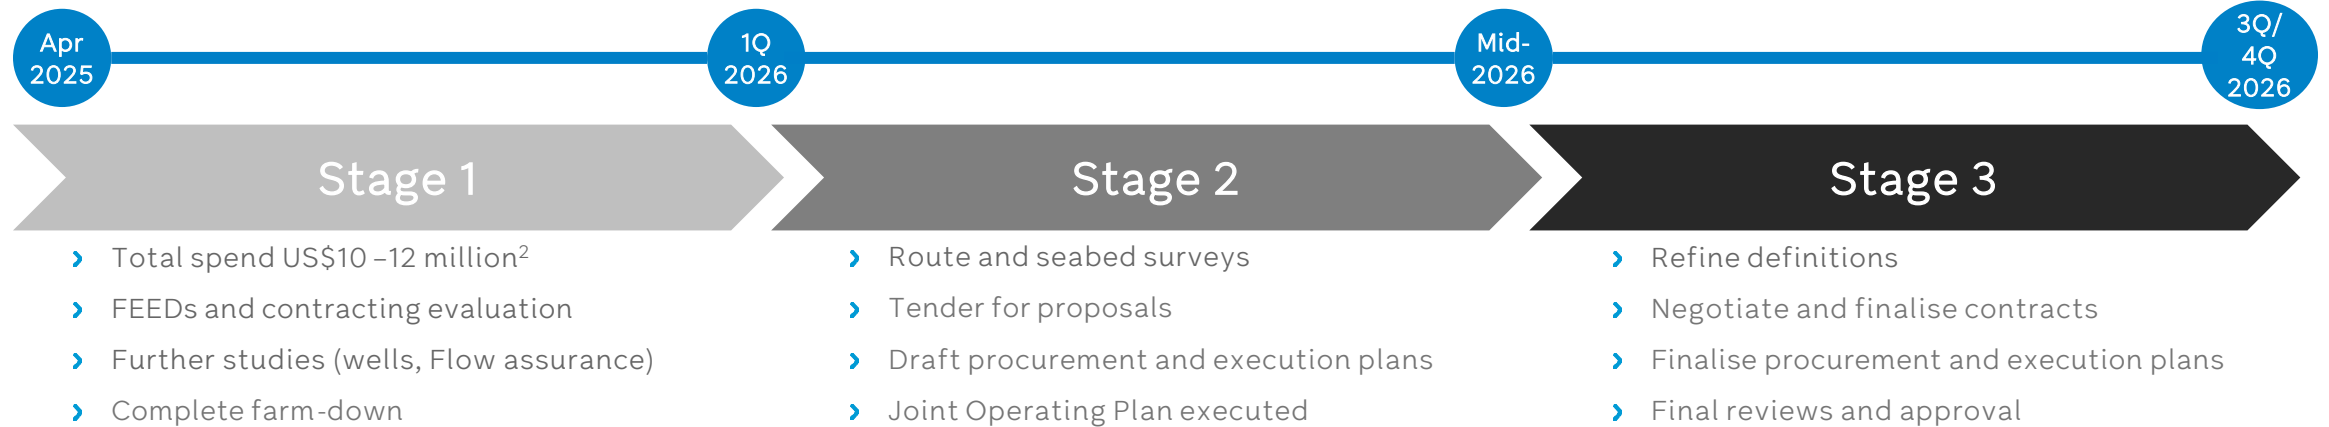 Apr
2025
1Q
2026
Mid-
2026
3Q/
4Q
2026
Stage 1
Stage 2
Stage 3
Total spend US$10 –12 million²
FEEDs and contracting evaluation
Further studies (wells, Flow assurance)
Complete farm-down
Route and seabed surveys
Tender for proposals
Draft procurement and execution plans
Joint Operating Plan executed
Refine definitions
Negotiate and finalise contracts
Finalise procurement and execution plans
Final reviews and approval